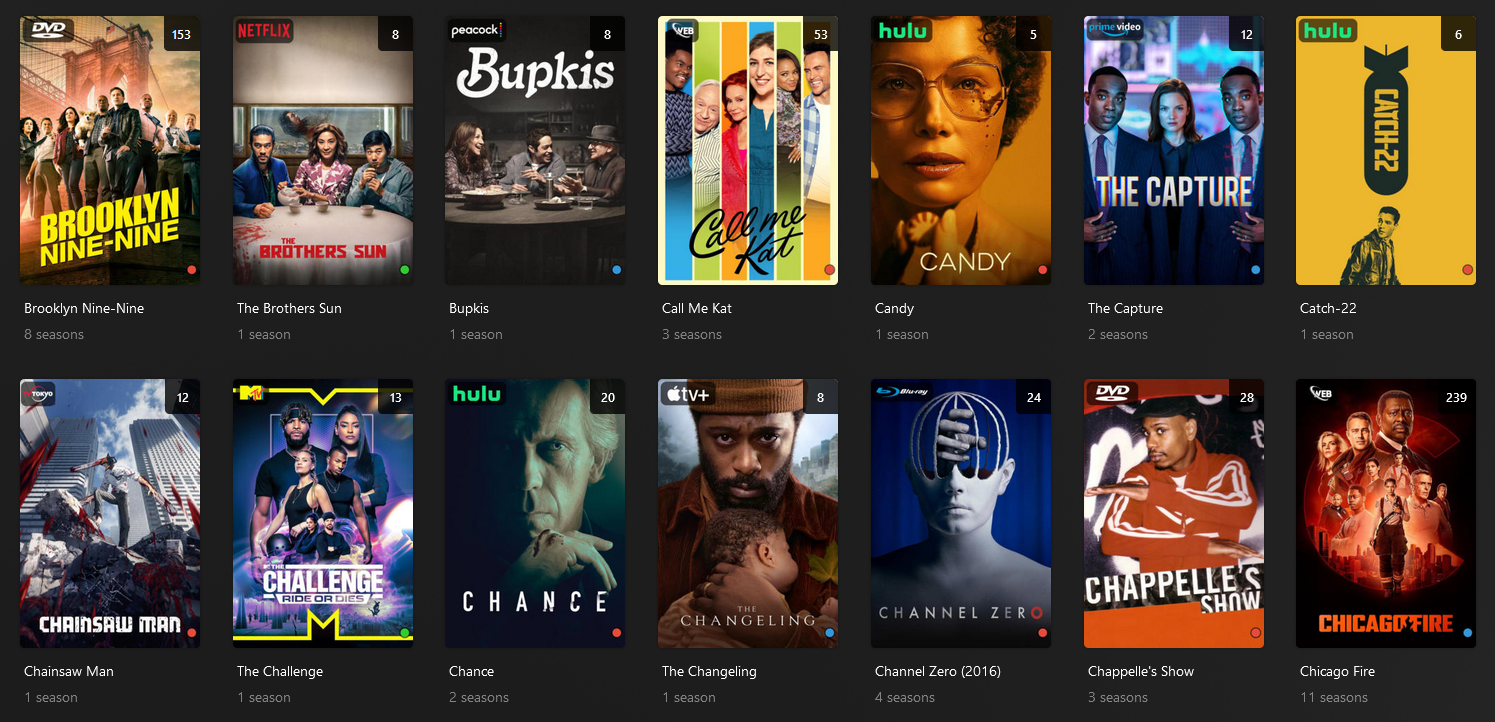 DVD
153
BROOKLYN
NINE-NINE
Brooklyn Nine-Nine
8 seasons
NETFLIX
8
THE
BROTHERS SUN
The Brothers Sun
1 season
peacock
8
Bupkis
Bupkis
1 season
WEB
53
Call me
Kat
Call Me Kat
3 seasons
hulu
5
CANDY
Candy
1 season
prime video
12
THE CAPTURE
The Capture
2 seasons
hulu
6
CATCH-22
Catch-22
1 season
TOKYO
12
CHAINSAW MAN
Chainsaw Man
1 season
MTV
13
THE
CHALLENGE
RIDE OR DIES
The Challenge
1 season
hulu
20
CHANCE
Chance
2 seasons
tv+
8
THE
CHANGELING
The Changeling
1 season
Blu-ray
24
CHANNEL ZERO
Channel Zero (2016)
4 seasons
DVD
28
CHAPPELLE'S
SHOW
Chappelle's Show
3 seasons
WEB
239
CHICAGO FIRE
Chicago Fire
11 seasons